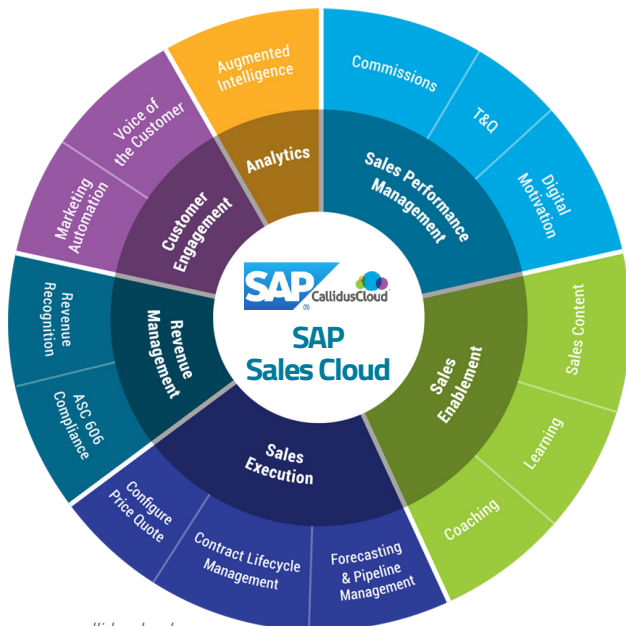 SAP
®
CallidusCloud
SAP
Sales Cloud
Analytics
Augmented
Intelligence
Sales Performance
Management
Commissions
T&Q
Digital
Motivation
Sales
Enablement
Sales Content
Learning
Coaching
Sales
Execution
Forecasting
& Pipeline
Management
Contract Lifecycle
Management
Configure
Price Quote
Revenue
Management
ASC 606
Compliance
Revenue
Recognition
Customer
Engagement
Marketing
Automation
Voice of
the Customer